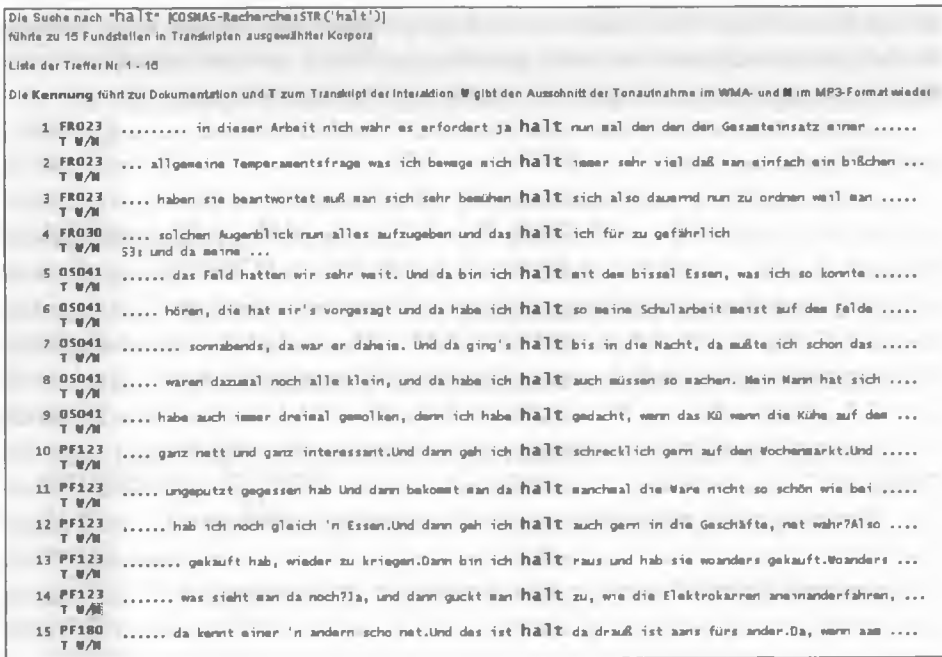 Die Suche nach "halt" [COSMAS-Recherche:STR('halt')]
führte zu 15 Fundstellen in Transkripten ausgewählter Korpora
Liste der Treffer Nr 1 - 15
Die Kennung führt zur Dokumentation und T zum Transkript der Interaktion W gibt den Ausschnitt der Tonaufnahme im WMA- und M im MP3-Format wieder
1 FR023 ......... in dieser Arbeit nich wahr es erfordert ja halt nun mal den den den Gesamteinsatz einer ......
T W/M
2 FR023 ... allgemeine Temperamentsfrage was ich bewege mich halt immer sehr viel daß man einfach ein bißchen ...
T W/M
3 FR023 .... haben sie beantwortet muß man sich sehr bemühen halt sich also dauernd nun zu ordnen weil man .....
T W/M
4 FR030 .... solchen Augenblick nun alles aufzugeben und das halt ich für zu gefährlich
T W/M S3: und da meine ...
5 OS041 ...... das Feld hatten wir sehr weit. Und da bin ich halt mit dem bissel Essen, was ich so konnte ......
T W/M
6 OS041 ..... hören, die hat mir's vorgesagt und da habe ich halt so meine Schularbeit meist auf dem Felde .....
T W/M
7 OS041 ........ sonnabends, da war er daheim. Und da ging's halt bis in die Nacht, da mußte ich schon das .....
T W/M
8 OS041 ..... waren dazumal noch alle klein, und da habe ich halt auch müssen so machen. Mein Mann hat sich ....
T W/M
9 OS041 .... habe auch immer dreimal gemolken, denn ich habe halt gedacht, wenn das Kü wenn die Kühe auf dem ...
T W/M
10 PF123 .... ganz nett und ganz interessant.Und dann geh ich halt schrecklich gern auf den Wochenmarkt.Und .....
T W/M
11 PF123 ..... ungeputzt gegessen hab Und dann bekommt man da halt manchmal die Ware nicht so schön wie bei .....
T W/M
12 PF123 ...... hab ich noch gleich 'n Essen.Und dann geh ich halt auch gern in die Geschäfte, net wahr?Also ....
T W/M
13 PF123 ........ gekauft hab, wieder zu kriegen.Dann bin ich halt raus und hab sie woanders gekauft.Woanders ...
T W/M
14 PF123 ....... was sieht man da noch?Ja, und dann guckt man halt zu, wie die Elektrokarren aneinanderfahren, ...
T W/M
15 PF180 ...... da kennt einer 'n andern scho net.Und des ist halt da drauß ist aans fürs ander.Da, wenn aam ....
T W/M